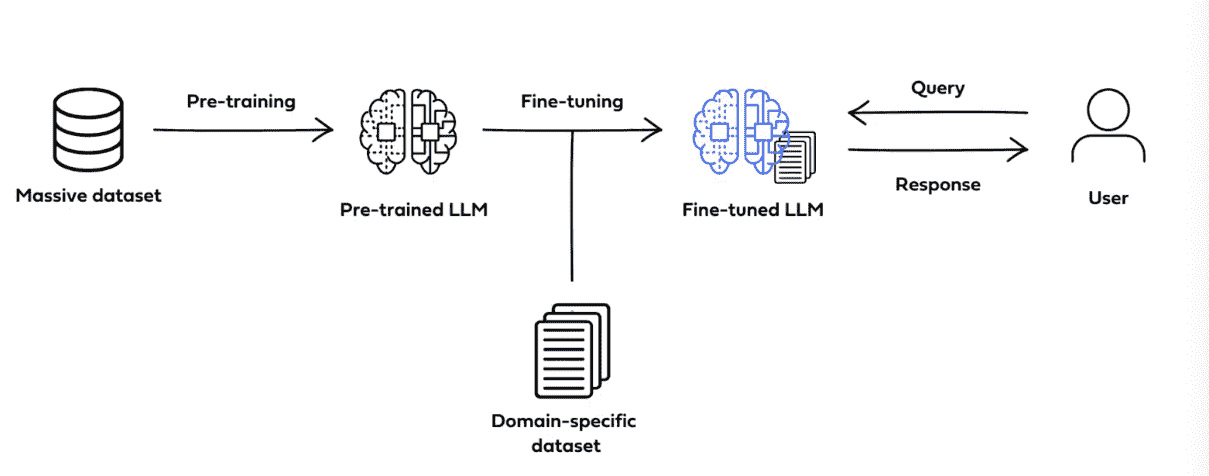 Pre-training
Fine-tuning
Query
Massive dataset
Pre-trained LLM
Fine-tuned LLM
Response
User
Domain-specific
dataset